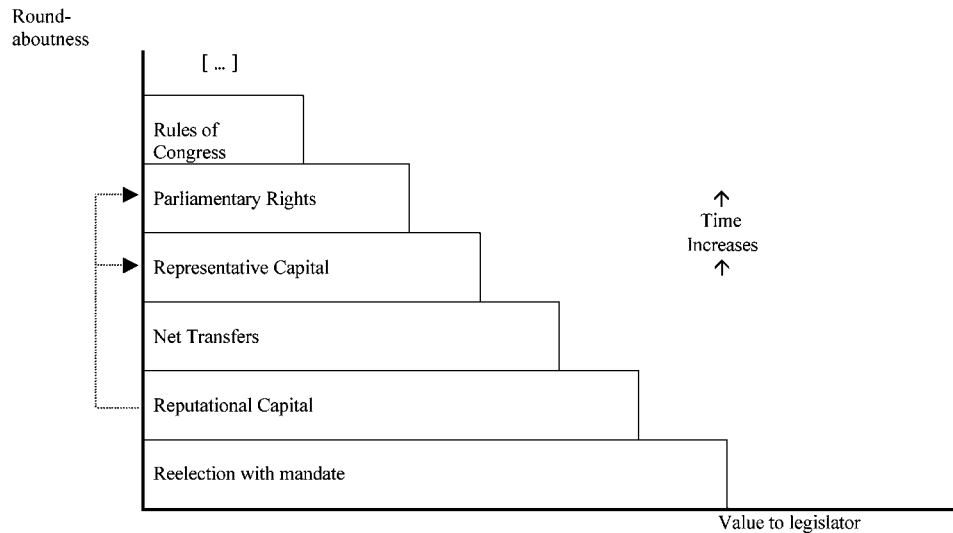 Round-
aboutness
[ ... ]
Rules of
Congress
Parliamentary Rights
Representative Capital
Net Transfers
Reputational Capital
Reelection with mandate
↑
Time
Increases
↑
Value to legislator